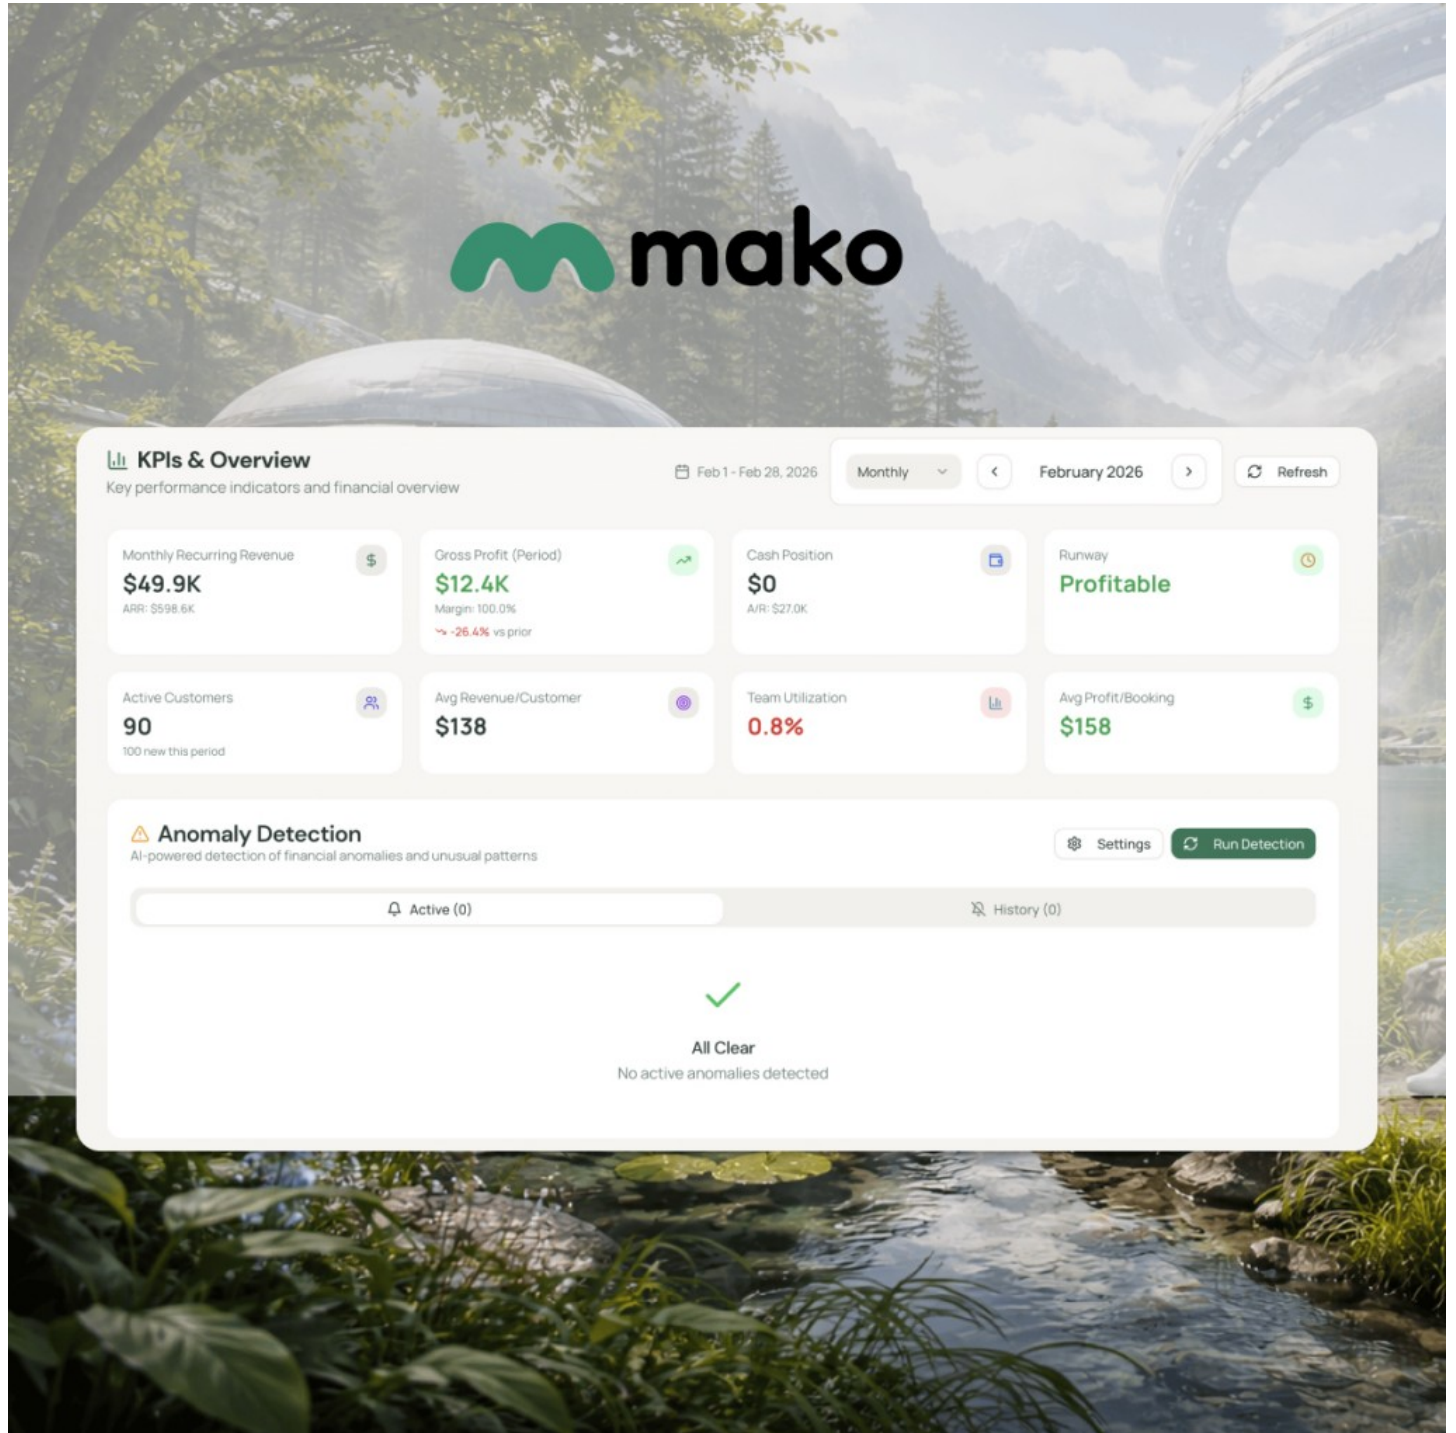 mako
KPIs & Overview
Key performance indicators and financial overview
Feb 1 - Feb 28, 2026
Monthly
February 2026
Refresh
Monthly Recurring Revenue
$49.9K
ARR: $598.6K
Gross Profit (Period)
$12.4K
Margin: 100.0%
-26.4% vs prior
Cash Position
$0
A/R: $27.0K
Runway
Profitable
Active Customers
90
100 new this period
Avg Revenue/Customer
$138
Team Utilization
0.8%
Avg Profit/Booking
$158
Anomaly Detection
AI-powered detection of financial anomalies and unusual patterns
Settings
Run Detection
Active (0)
History (0)
All Clear
No active anomalies detected